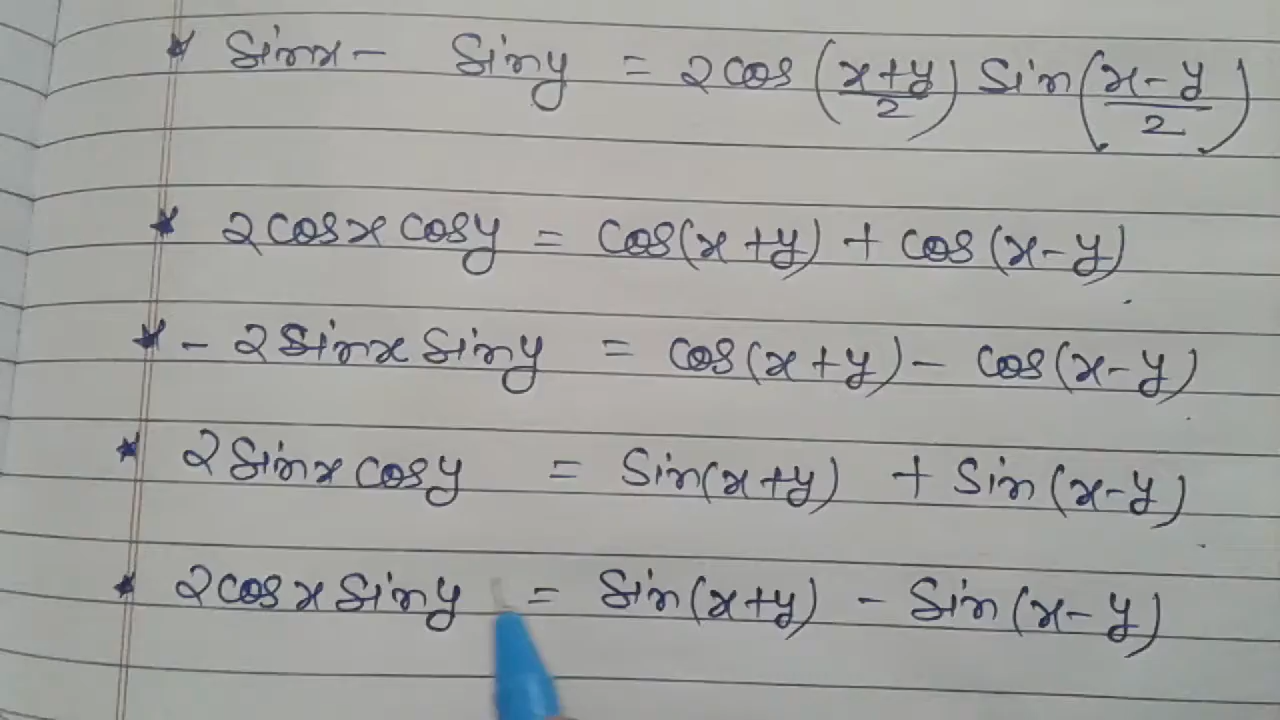 * Sinx - Siny = 2cos(x+y/2) Sin(x-y/2)
* 2cosx cosy = cos(x+y) + cos(x-y)
* - 2Sinx Siny = cos(x+y) - cos(x-y)
* 2Sinx cosy = Sin(x+y) + Sin(x-y)
* 2cosx Siny = Sin(x+y) - Sin(x-y)